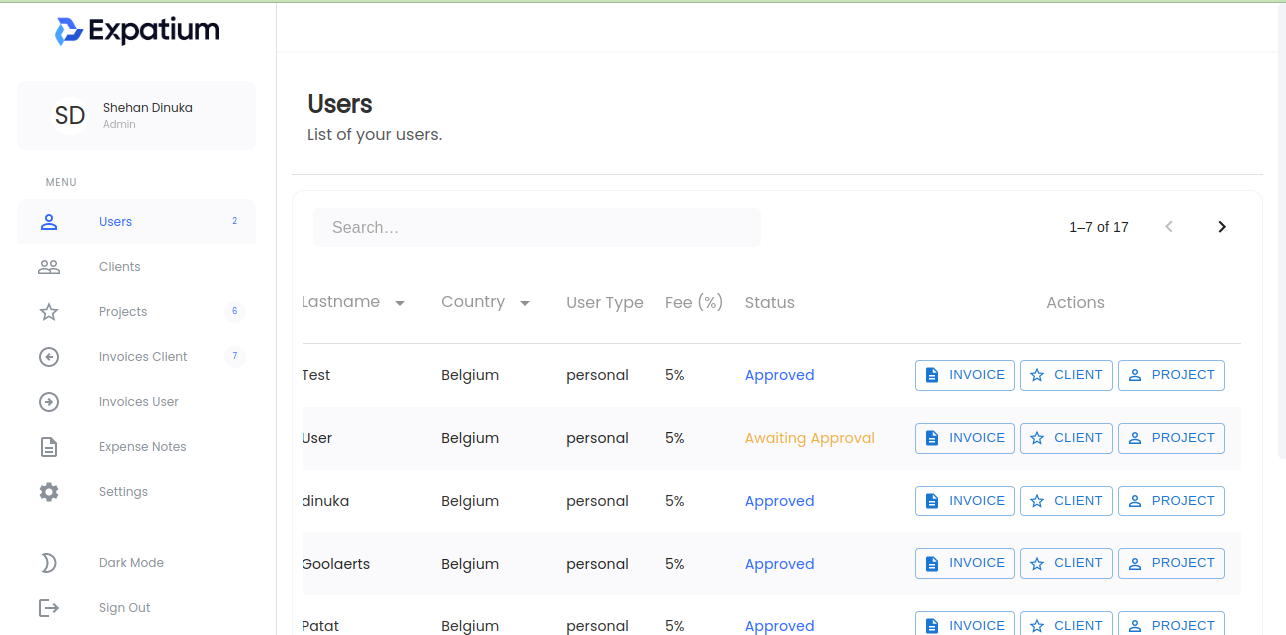 Expatium
SD
Shehan Dinuka
Admin
MENU
Users 2
Clients
Projects 6
Invoices Client 7
Invoices User
Expense Notes
Settings
Dark Mode
Sign Out
Users
List of your users.
Search…
1–7 of 17
Lastname Country User Type Fee (%) Status Actions
Test Belgium personal 5% Approved INVOICE CLIENT PROJECT
User Belgium personal 5% Awaiting Approval INVOICE CLIENT PROJECT
dinuka Belgium personal 5% Approved INVOICE CLIENT PROJECT
Goolaerts Belgium personal 5% Approved INVOICE CLIENT PROJECT
Patat Belgium personal 5% Approved INVOICE CLIENT PROJECT